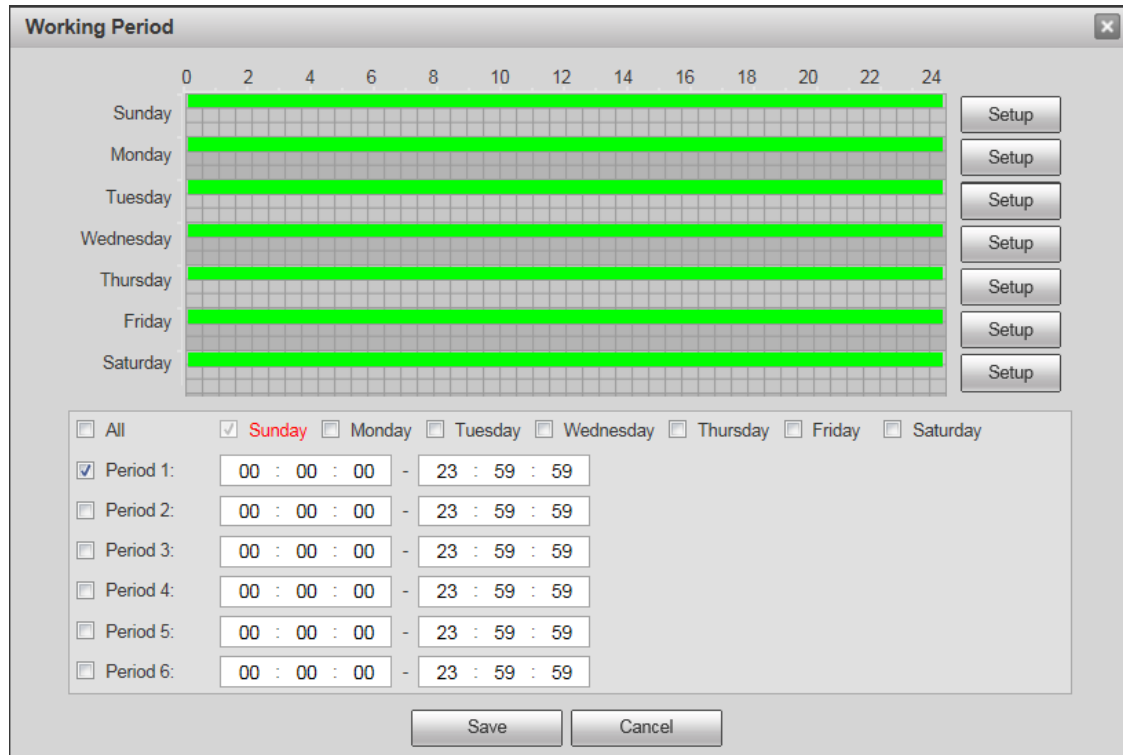 Working Period
0 2 4 6 8 10 12 14 16 18 20 22 24
Sunday Setup
Monday Setup
Tuesday Setup
Wednesday Setup
Thursday Setup
Friday Setup
Saturday Setup
All Sunday Monday Tuesday Wednesday Thursday Friday Saturday
Period 1: 00 : 00 : 00 - 23 : 59 : 59
Period 2: 00 : 00 : 00 - 23 : 59 : 59
Period 3: 00 : 00 : 00 - 23 : 59 : 59
Period 4: 00 : 00 : 00 - 23 : 59 : 59
Period 5: 00 : 00 : 00 - 23 : 59 : 59
Period 6: 00 : 00 : 00 - 23 : 59 : 59
Save Cancel